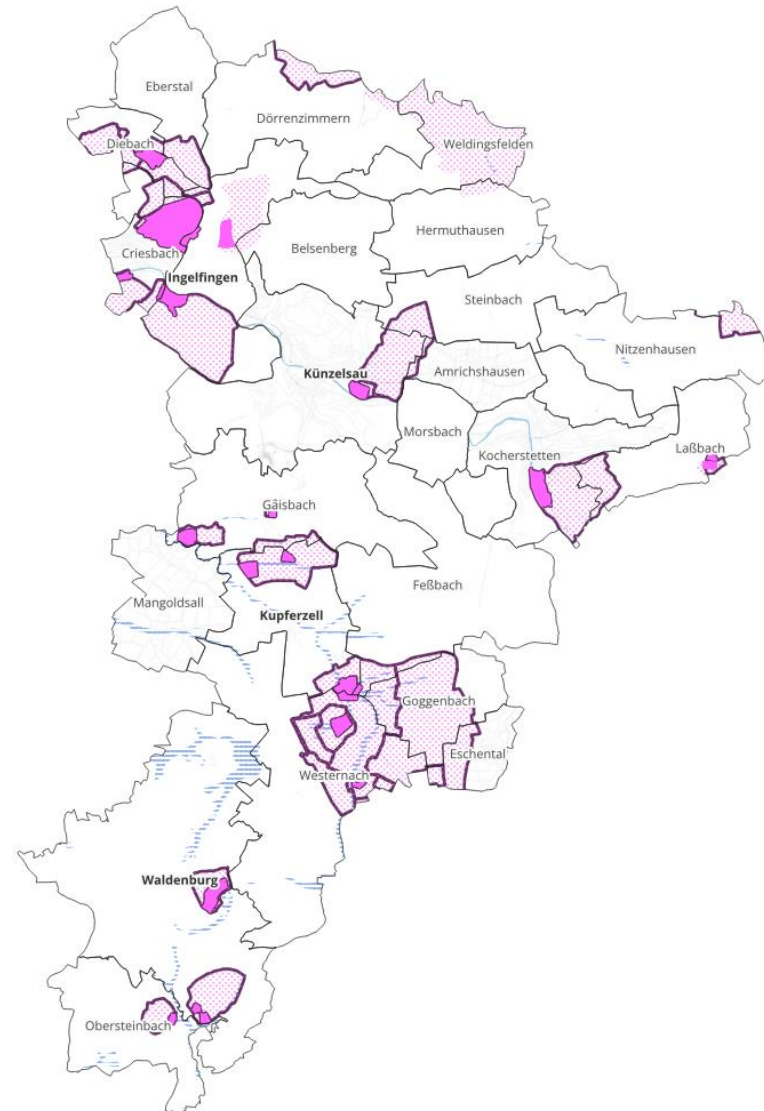 Eberstal
Dörrenzimmern
Diebach
Weldingsfelden
Hermuthausen
Belsenberg
Criesbach
Ingelfingen
Steinbach
Nitzenhausen
Künzelsau
Amrichshausen
Morsbach
Kocherstetten
Laßbach
Gâisbach
Feßbach
Mangoldsall
Kupferzell
Goggenbach
Eschental
Westernach
Waldenburg
Obersteinbach